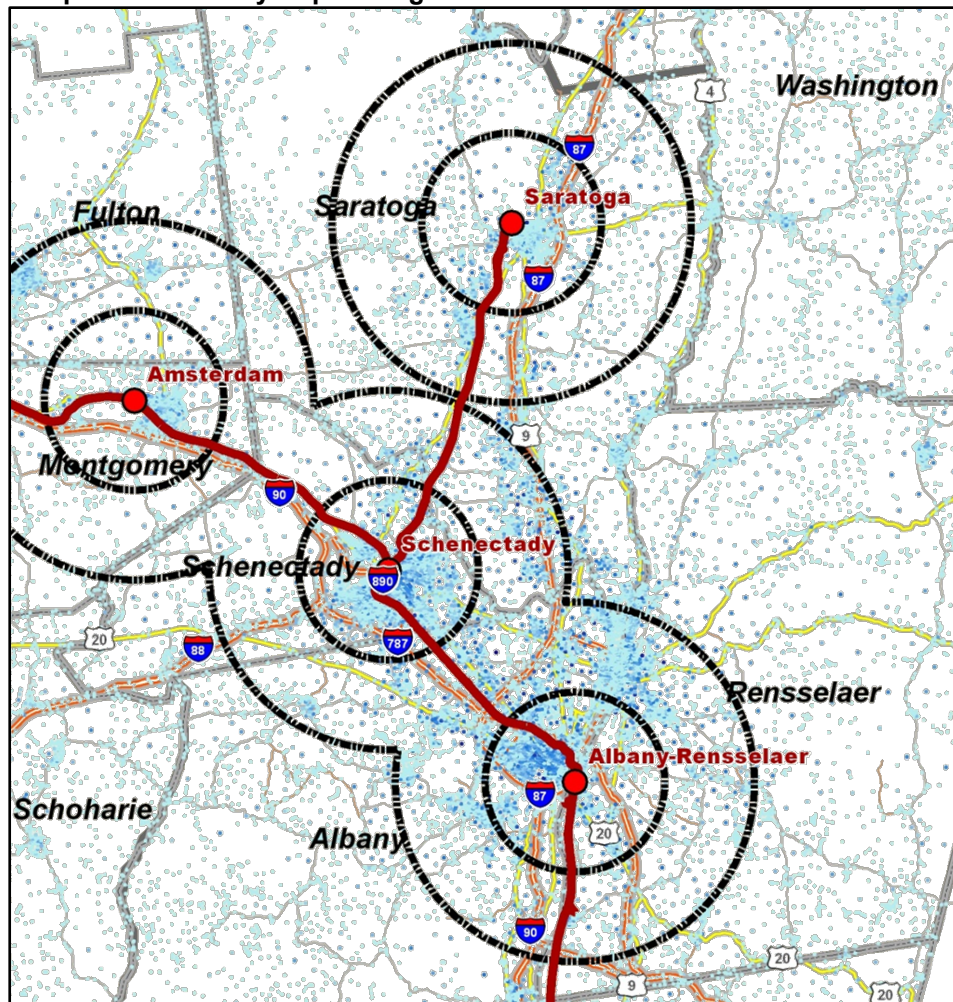 Washington
4
87
Saratoga
Saratoga
Fulton
87
Amsterdam
9
Montgomery
90
Schenectady
Schenectady
890
20
787
88
Rensselaer
Albany-Rensselaer
87
Schoharie
20
Albany
90
20
9
20